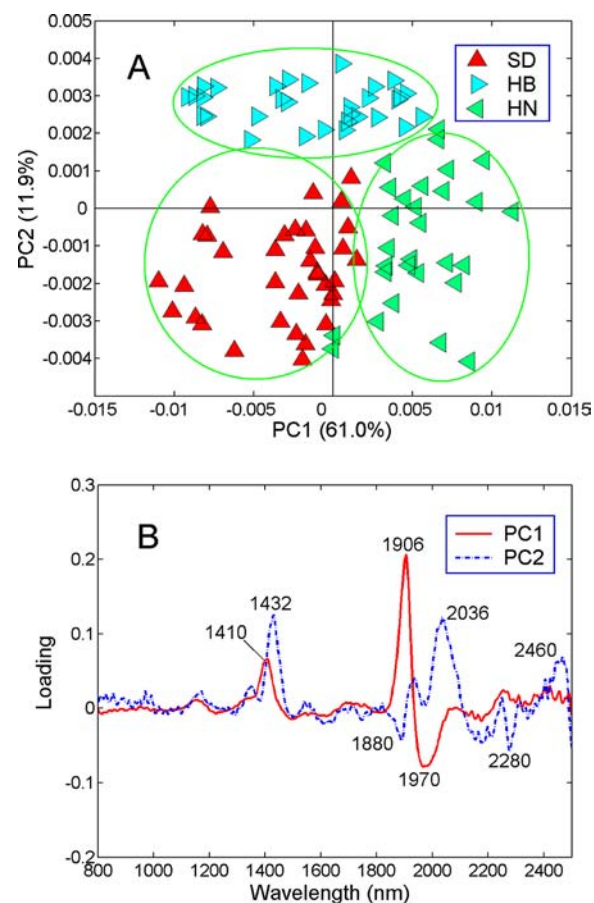 A
SD
HB
HN
0.005
0.004
0.003
0.002
0.001
0
-0.001
-0.002
-0.003
-0.004
PC2 (11.9%)
-0.015 -0.01 -0.005 0 0.005 0.01 0.015
PC1 (61.0%)
B
PC1
PC2
0.3
0.2
0.1
0
-0.1
-0.2
Loading
1906
1432
1410
2036
2460
1880
1970
2280
800 1000 1200 1400 1600 1800 2000 2200 2400
Wavelength (nm)